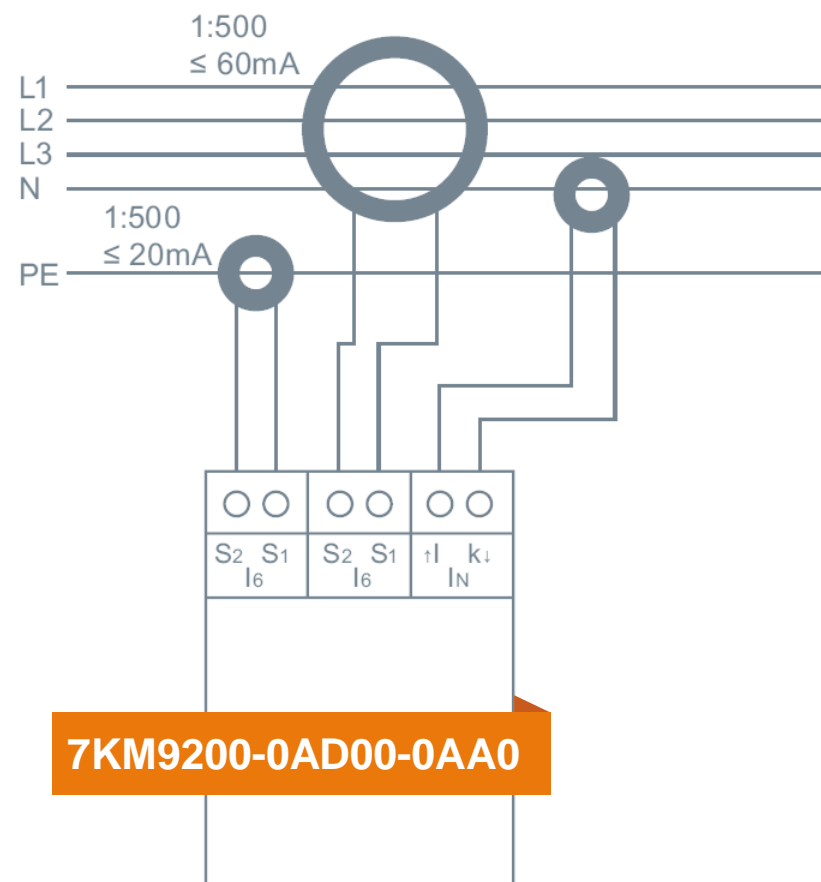 1:500
≤ 60mA
L1
L2
L3
N
1:500
≤ 20mA
PE
S2 S1 S2 S1 ↑l k↓
I6 I6 IN
7KM9200-0AD00-0AA0